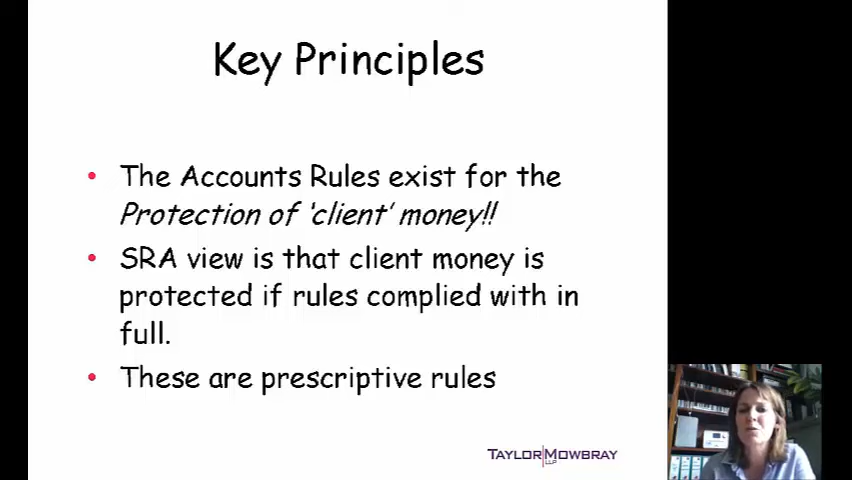 Key Principles
• The Accounts Rules exist for the
Protection of ‘client’ money!!
• SRA view is that client money is
protected if rules complied with in
full.
• These are prescriptive rules
TAYLOR MOWBRAY
LLP